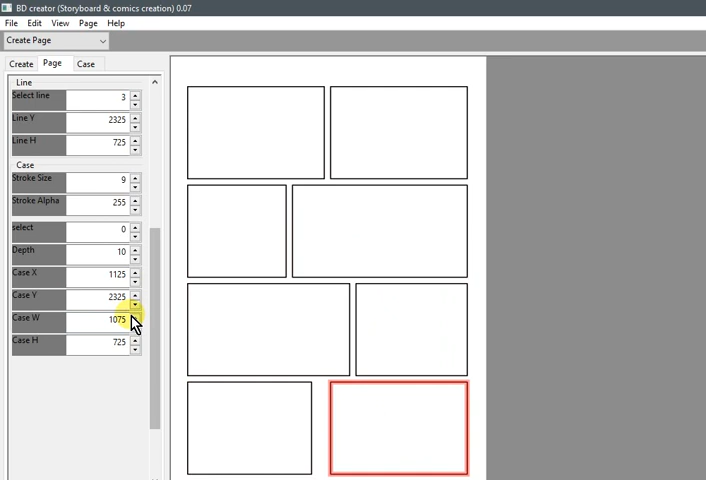 BD creator (Storyboard & comics creation) 0.07
File Edit View Page Help
Create Page
Create Page Case
Line
Select line 3
Line Y 2325
Line H 725
Case
Stroke Size 9
Stroke Alpha 255
select 0
Depth 10
Case X 1125
Case Y 2325
Case W 1075
Case H 725